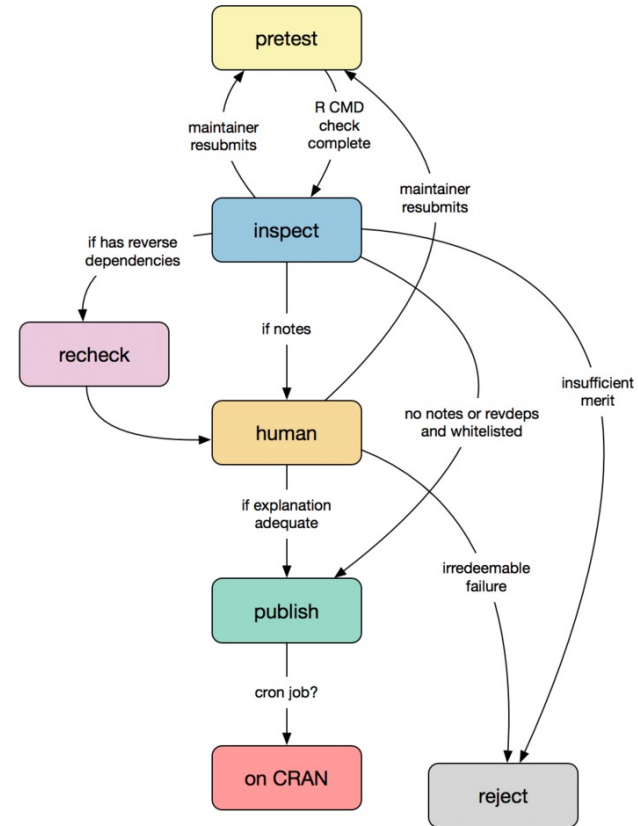 pretest
maintainer
resubmits
R CMD
check
complete
maintainer
resubmits
inspect
if has reverse
dependencies
if notes
recheck
insufficient
merit
no notes or revdeps
and whitelisted
human
if explanation
adequate
irredeemable
failure
publish
cron job?
on CRAN
reject